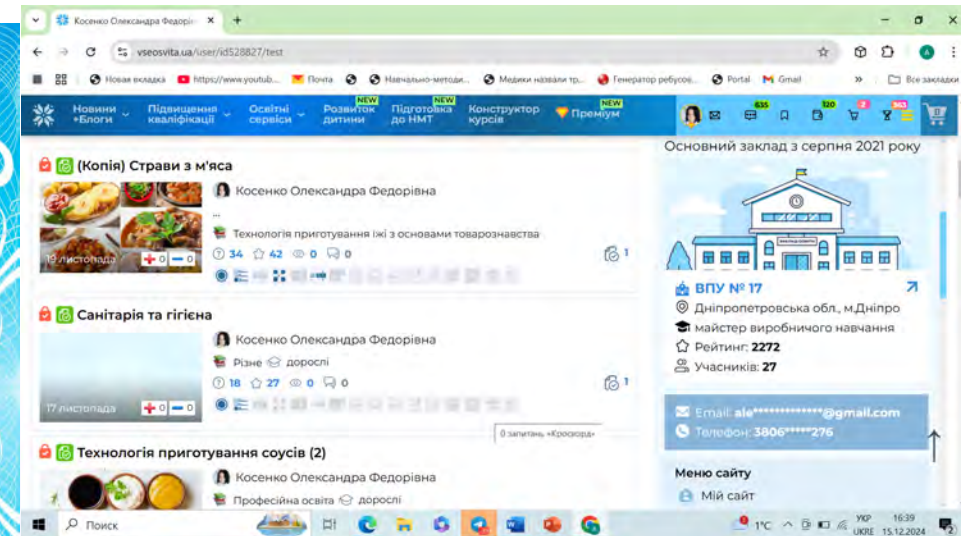 Косенко Олександра Федорів
vseosvita.ua/user/id528827/test
Новая вкладка
https://www.youtub...
Почта
Навчально-методи...
Медики назвали тр...
Генератор ребусов...
Portal
Gmail
»
Все закладки
Новини +Блоги
Підвищення кваліфікації
Освітні сервіси
NEW
Розвиток дитини
NEW
Підготовка до НМТ
Конструктор курсів
NEW
Преміум
635
120
2
363
(Копія) Страви з м'яса
Косенко Олександра Федорівна
...
Технологія приготування їжі з основами товарознавства
34 42 0 0
1
19 листопада
0 0
Санітарія та гігієна
Косенко Олександра Федорівна
Різне дорослі
18 27 0 0
1
17 листопада
0 0
0 запитань «Кросворд»
Технологія приготування соусів (2)
Косенко Олександра Федорівна
Професійна освіта дорослі
Основний заклад з серпня 2021 року
ВПУ № 17
Дніпропетровська обл., м.Дніпро
майстер виробничого навчання
Рейтинг: 2272
Учасників: 27
Email: ale*************@gmail.com
Телефон: 3806*****276
Меню сайту
Мій сайт
Поиск
1°C
УКР
UKRE
16:39
15.12.2024